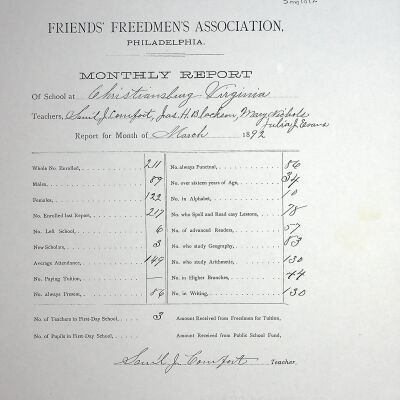 FRIENDS' FREEDMEN'S ASSOCIATION,
PHILADELPHIA.
MONTHLY REPORT
Of School at Christiansburg Virginia
Teachers, Sam'l J. Comfort, Jas. H. Blackem, Mary Nichols
Julia J. Evans
Report for Month of March 1892
Whole No. Enrolled, 211
Males, 89
Females, 122
No. Enrolled last Report, 217
No. Left School, 6
New Scholars, 3
Average Attendance, 149
No. Paying Tuition, —
No. always Present, 56
No. always Punctual, 86
No. over sixteen years of Age, 34
No. in Alphabet, 10
No. who Spell and Read easy Lessons, 78
No. of advanced Readers, 57
No. who study Geography, 83
No. who study Arithmetic, 130
No. in Higher Branches, 44
No. in Writing, 130
No. of Teachers in First-Day School, 3
No. of Pupils in First-Day School,
Amount Received from Freedmen for Tuition,
Amount Received from Public School Fund,
Sam'l J. Comfort Teacher.